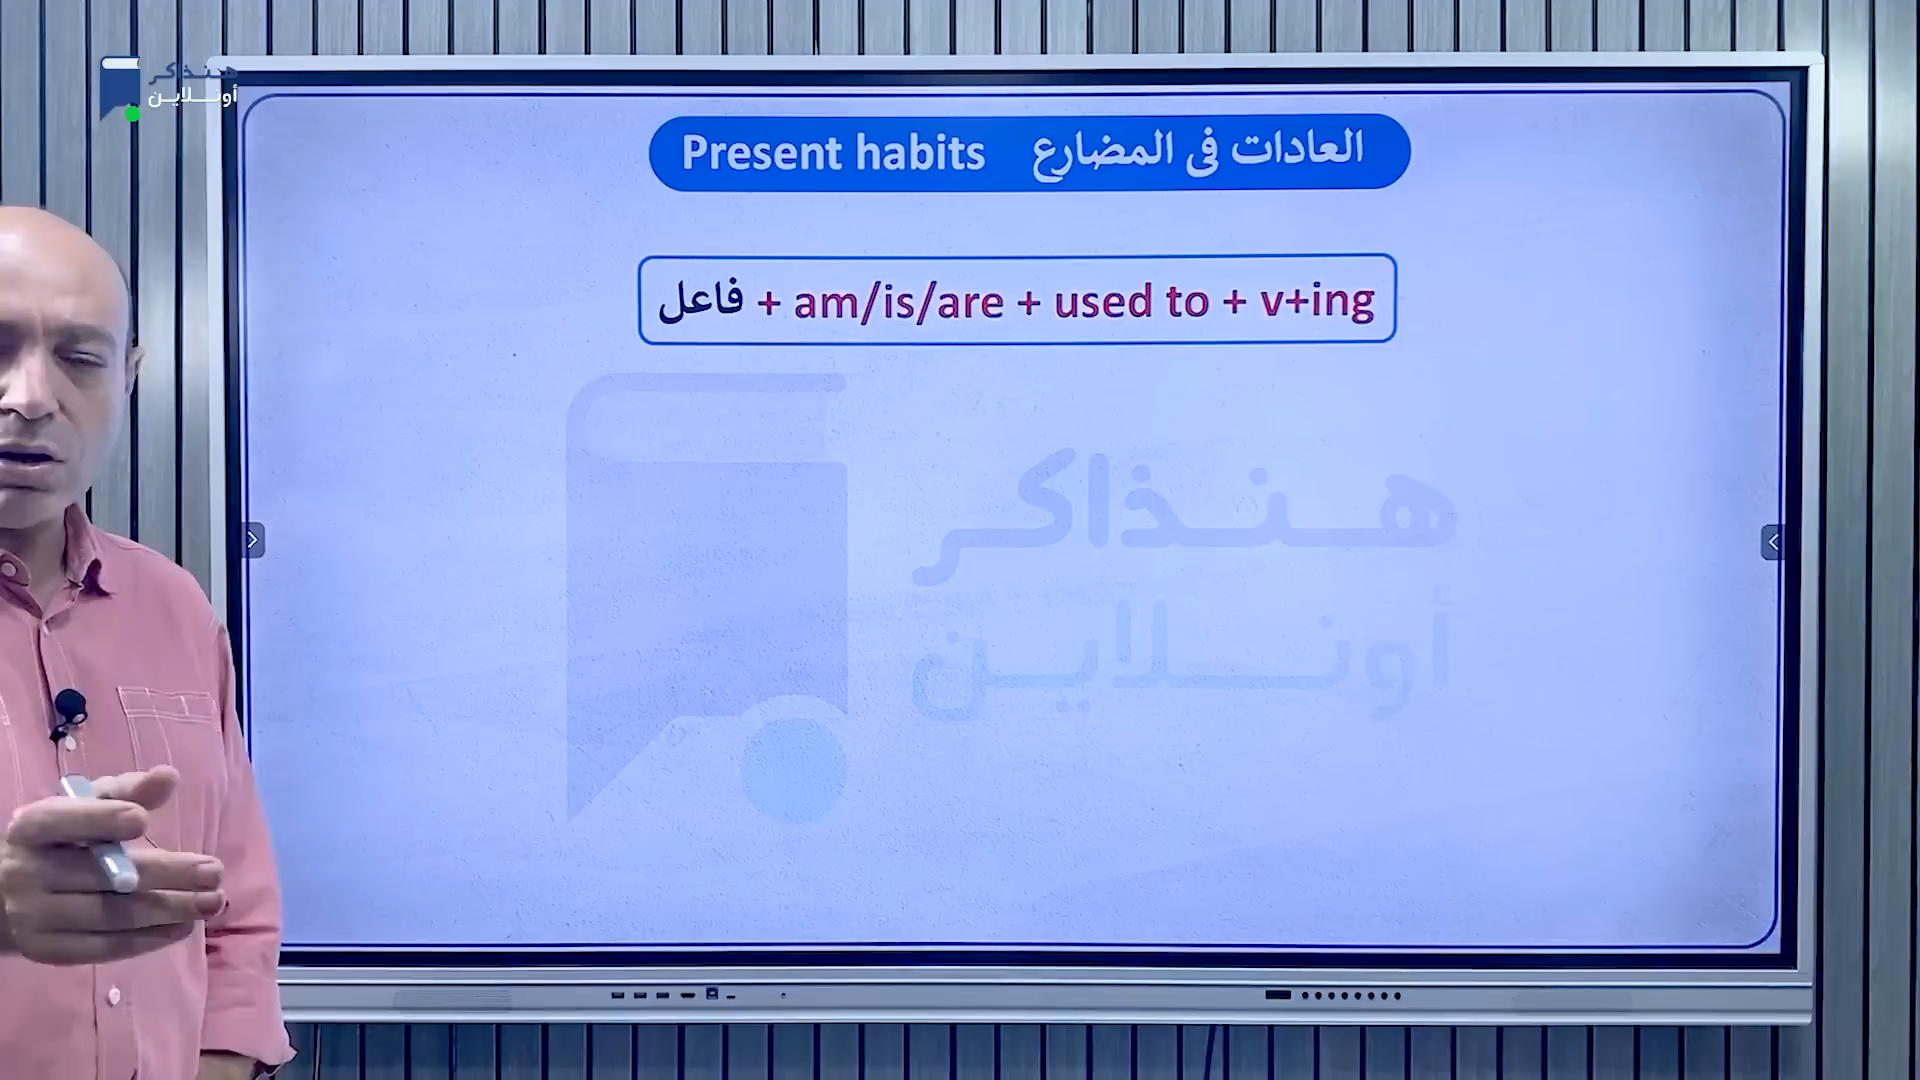 هنذاكر
أونلاين
Present habits العادات فى المضارع
فاعل + am/is/are + used to + v+ing
هنذاكر
أونلاين